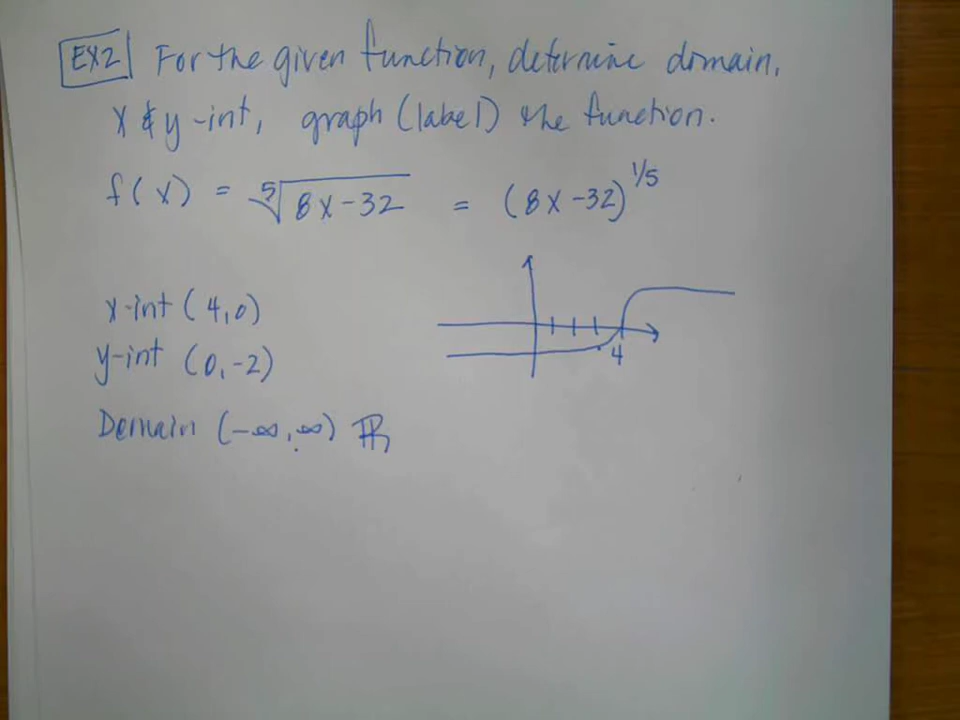 EX2 For the given function, determine domain,
x & y-int, graph (label) the function.
f(x) = ⁵√(8x-32) = (8x-32)^1/5
x-int (4,0)
y-int (0,-2)
4
Domain (-∞,∞) ℝ